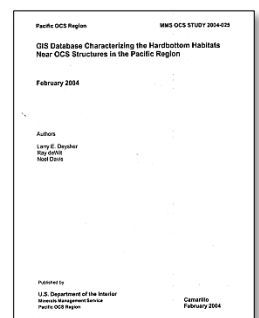 Pacific OCS Region MMS OCS STUDY 2004-025
GIS Database Characterizing the Hardbottom Habitats
Near OCS Structures in the Pacific Region
February 2004
Authors
Larry E. Deysher
Ray deWit
Noel Davis
Published by
U.S. Department of the Interior
Minerals Management Service
Pacific OCS Region
Camarillo
February 2004